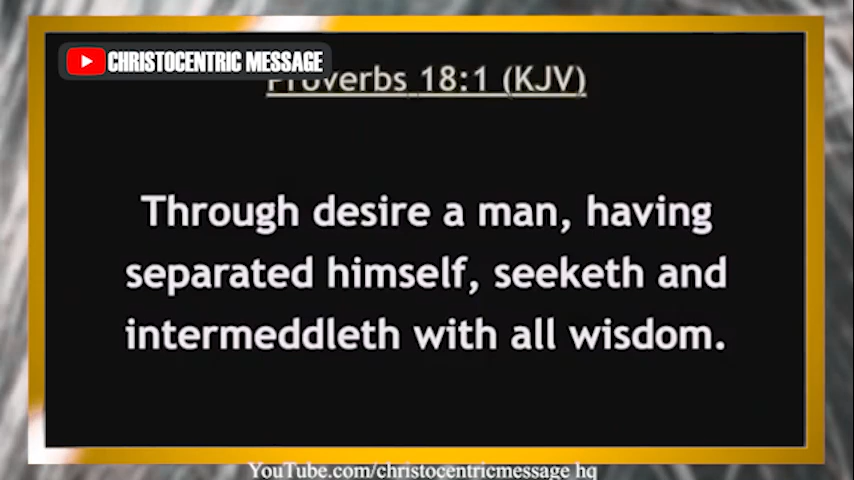 CHRISTOCENTRIC MESSAGE
Proverbs 18:1 (KJV)
Through desire a man, having
separated himself, seeketh and
intermeddleth with all wisdom.
YouTube.com/christocentricmessage hq